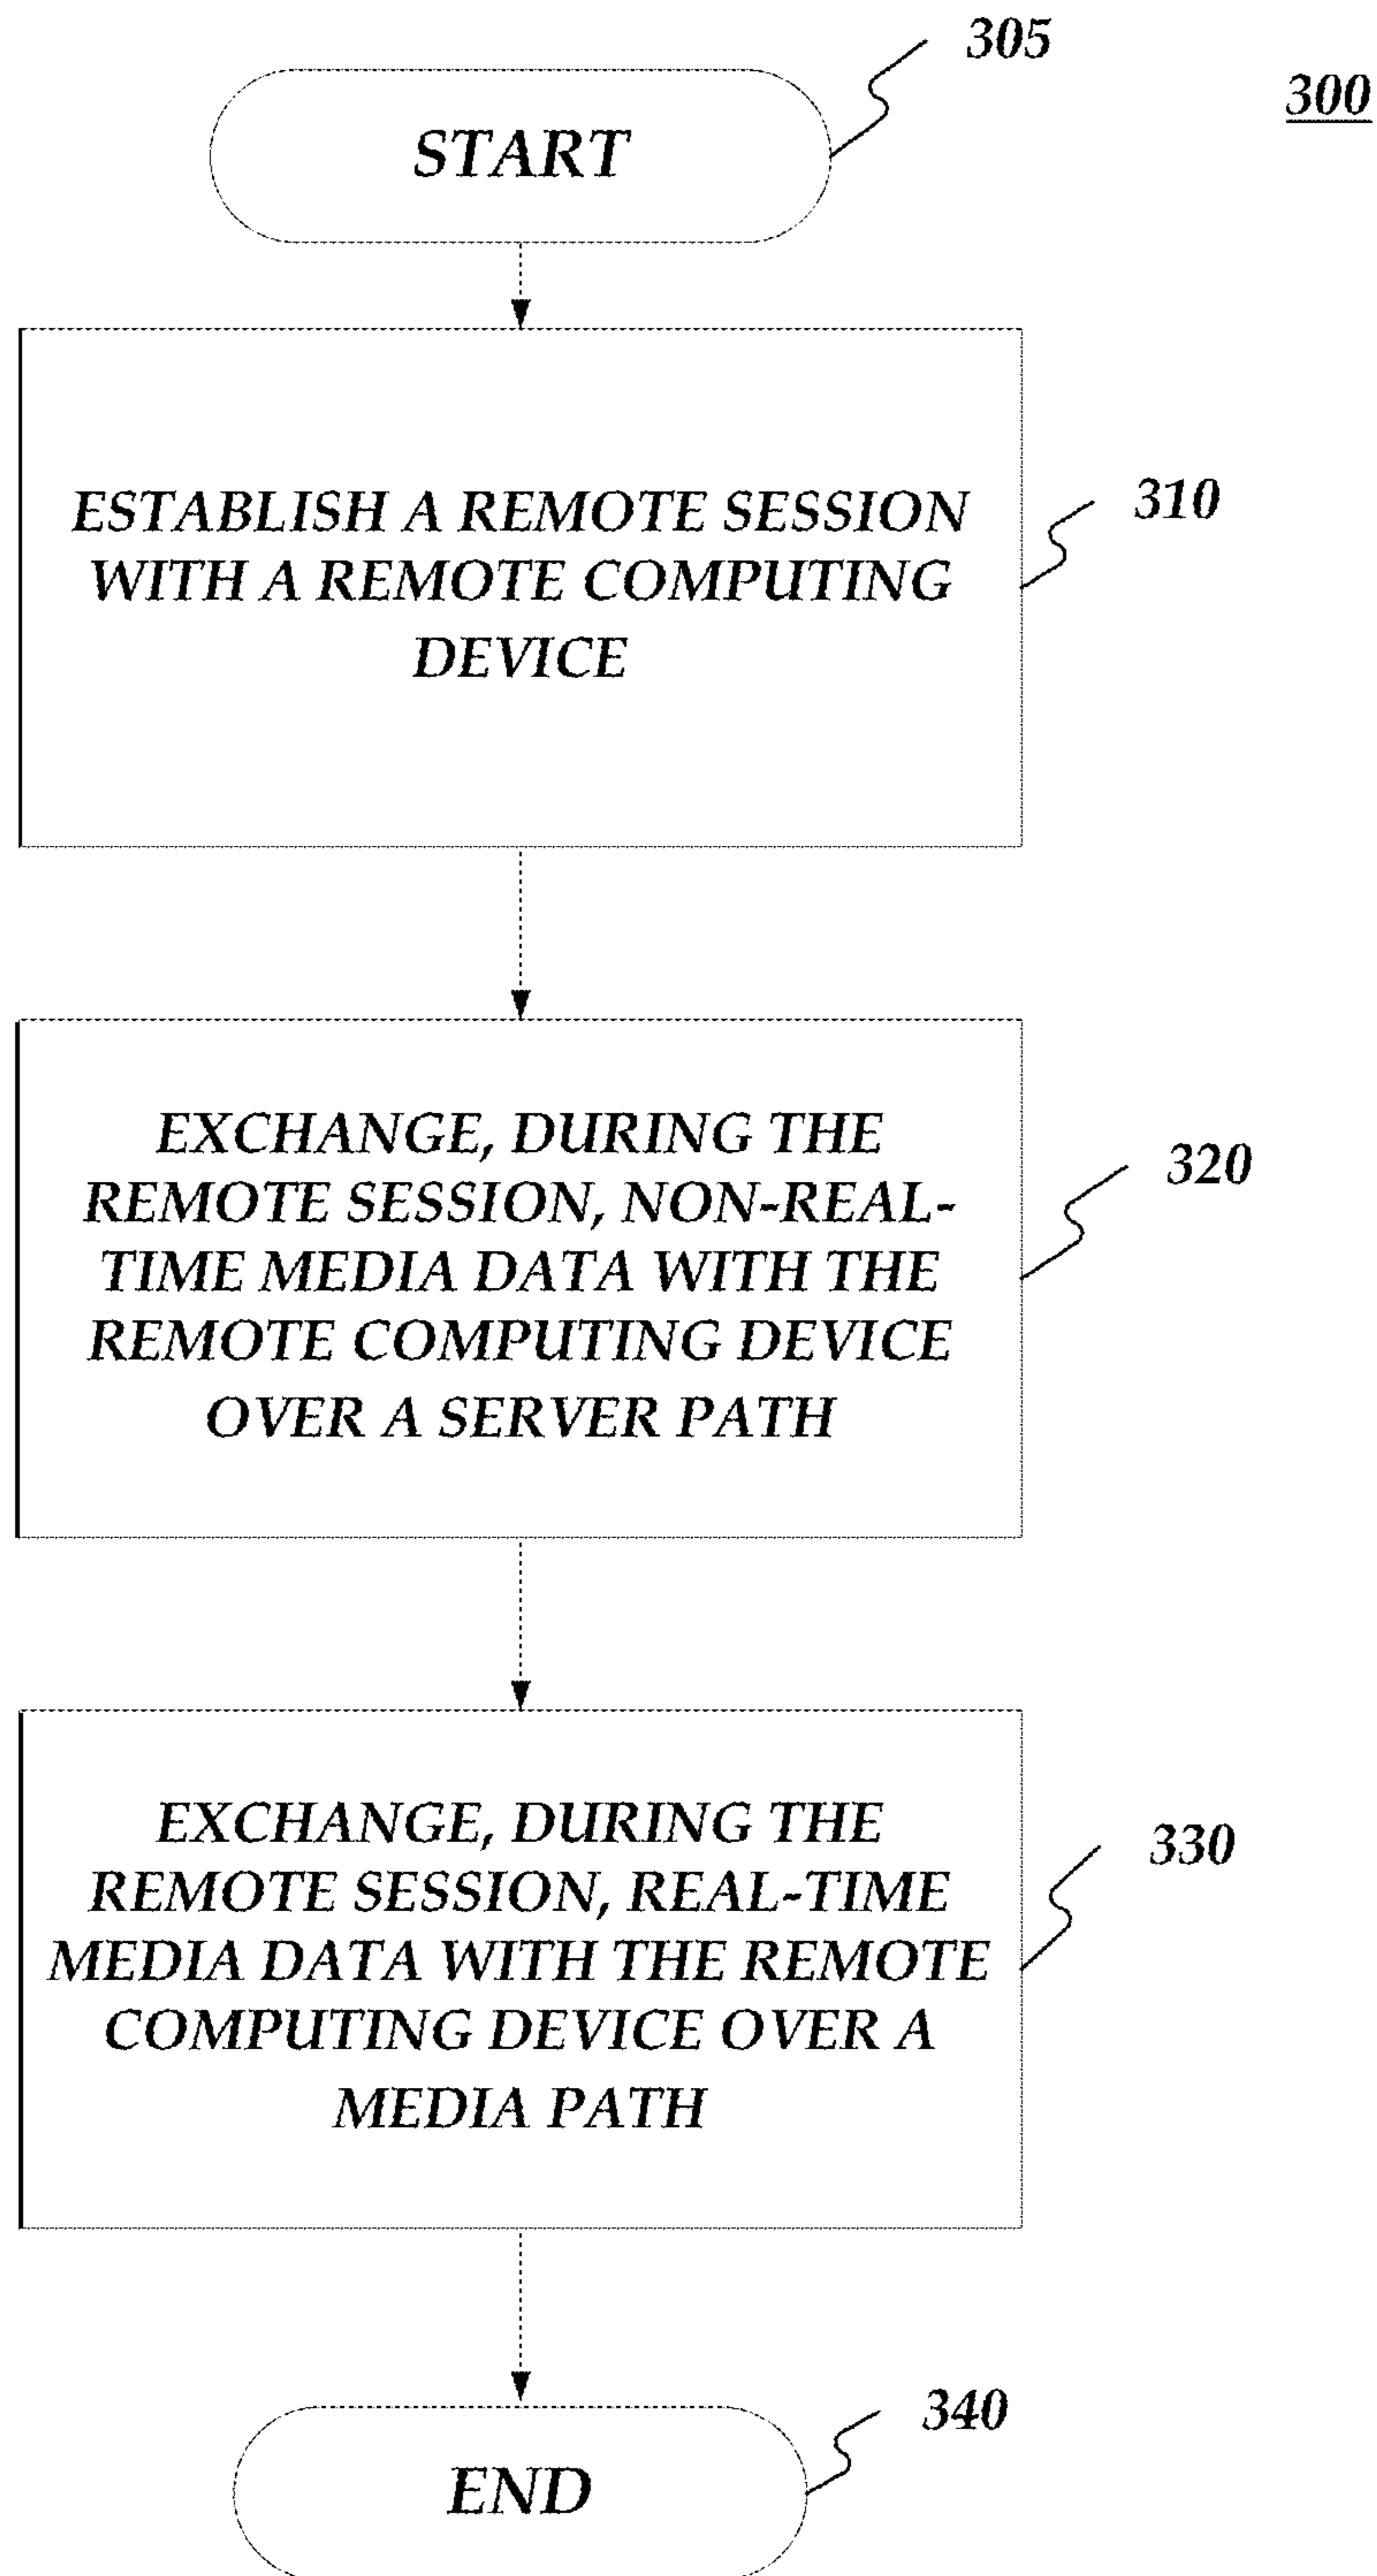 305
300
START
ESTABLISH A REMOTE SESSION
WITH A REMOTE COMPUTING
DEVICE
310
EXCHANGE, DURING THE
REMOTE SESSION, NON-REAL-
TIME MEDIA DATA WITH THE
REMOTE COMPUTING DEVICE
OVER A SERVER PATH
320
EXCHANGE, DURING THE
REMOTE SESSION, REAL-TIME
MEDIA DATA WITH THE REMOTE
COMPUTING DEVICE OVER A
MEDIA PATH
330
340
END